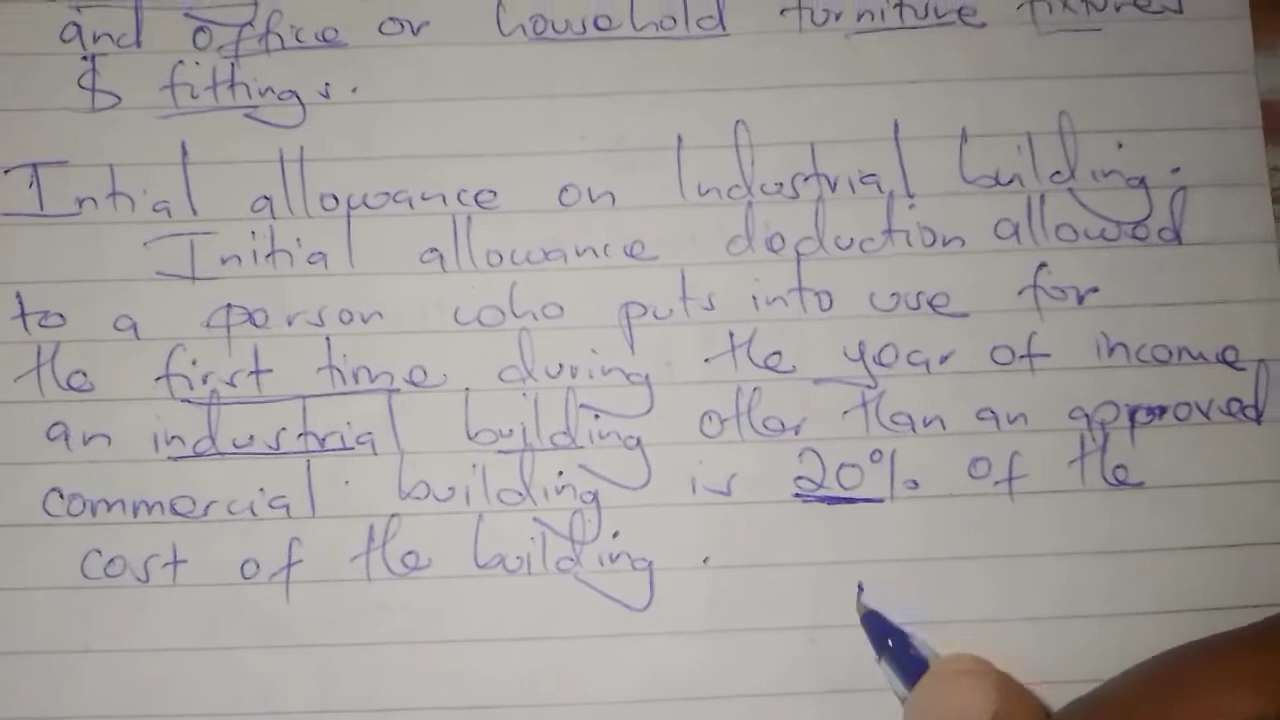 and office or household furniture fixtures
$ fittings.
Intial allowance on Industrial building.
Initial allowance deduction allowed
to a person who puts into use for
the first time during the year of income
an industrial building other than an approved
commercial building is 20% of the
cost of the building.